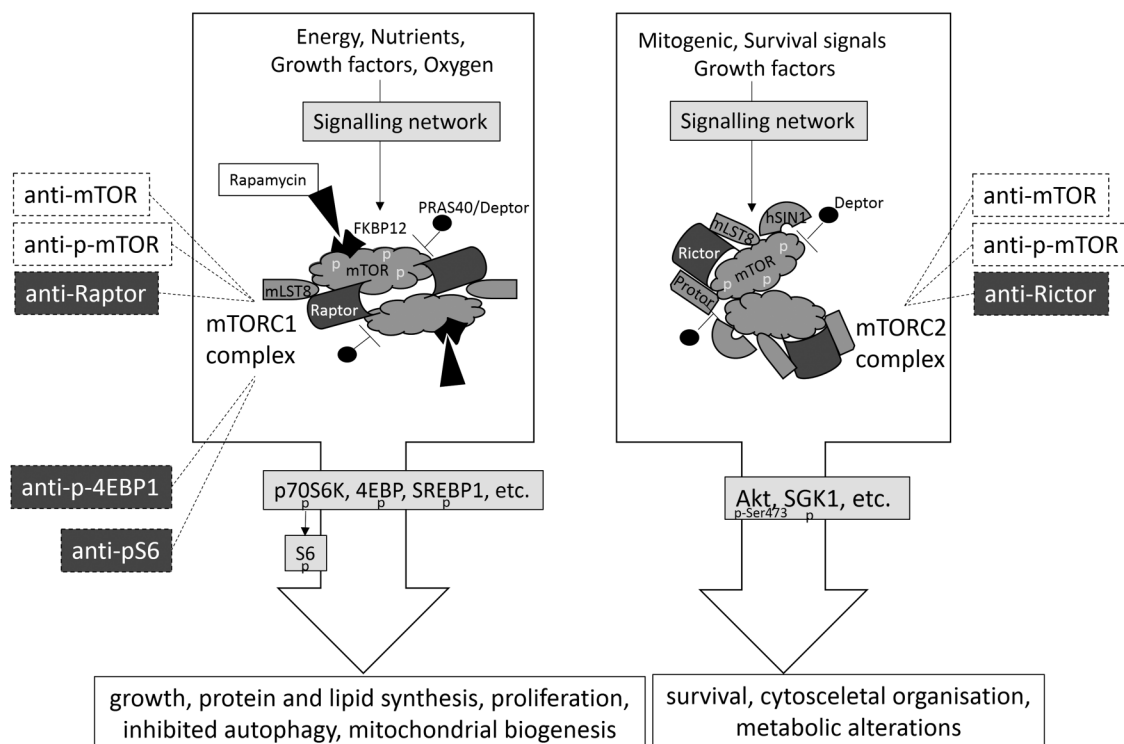 Energy, Nutrients,
Growth factors, Oxygen
Signalling network
Rapamycin
PRAS40/Deptor
FKBP12
p
p
mTOR
p
mLST8
Raptor
anti-mTOR
anti-p-mTOR
anti-Raptor
mTORC1
complex
anti-p-4EBP1
anti-pS6
p70S6K, 4EBP, SREBP1, etc.
p
p
p
S6
p
growth, protein and lipid synthesis, proliferation,
inhibited autophagy, mitochondrial biogenesis
Mitogenic, Survival signals
Growth factors
Signalling network
Deptor
hSIN1
mLST8
Rictor
p
mTOR
p
p
Protor
mTORC2
complex
anti-mTOR
anti-p-mTOR
anti-Rictor
Akt, SGK1, etc.
p-Ser473
p
survival, cytosceletal organisation,
metabolic alterations